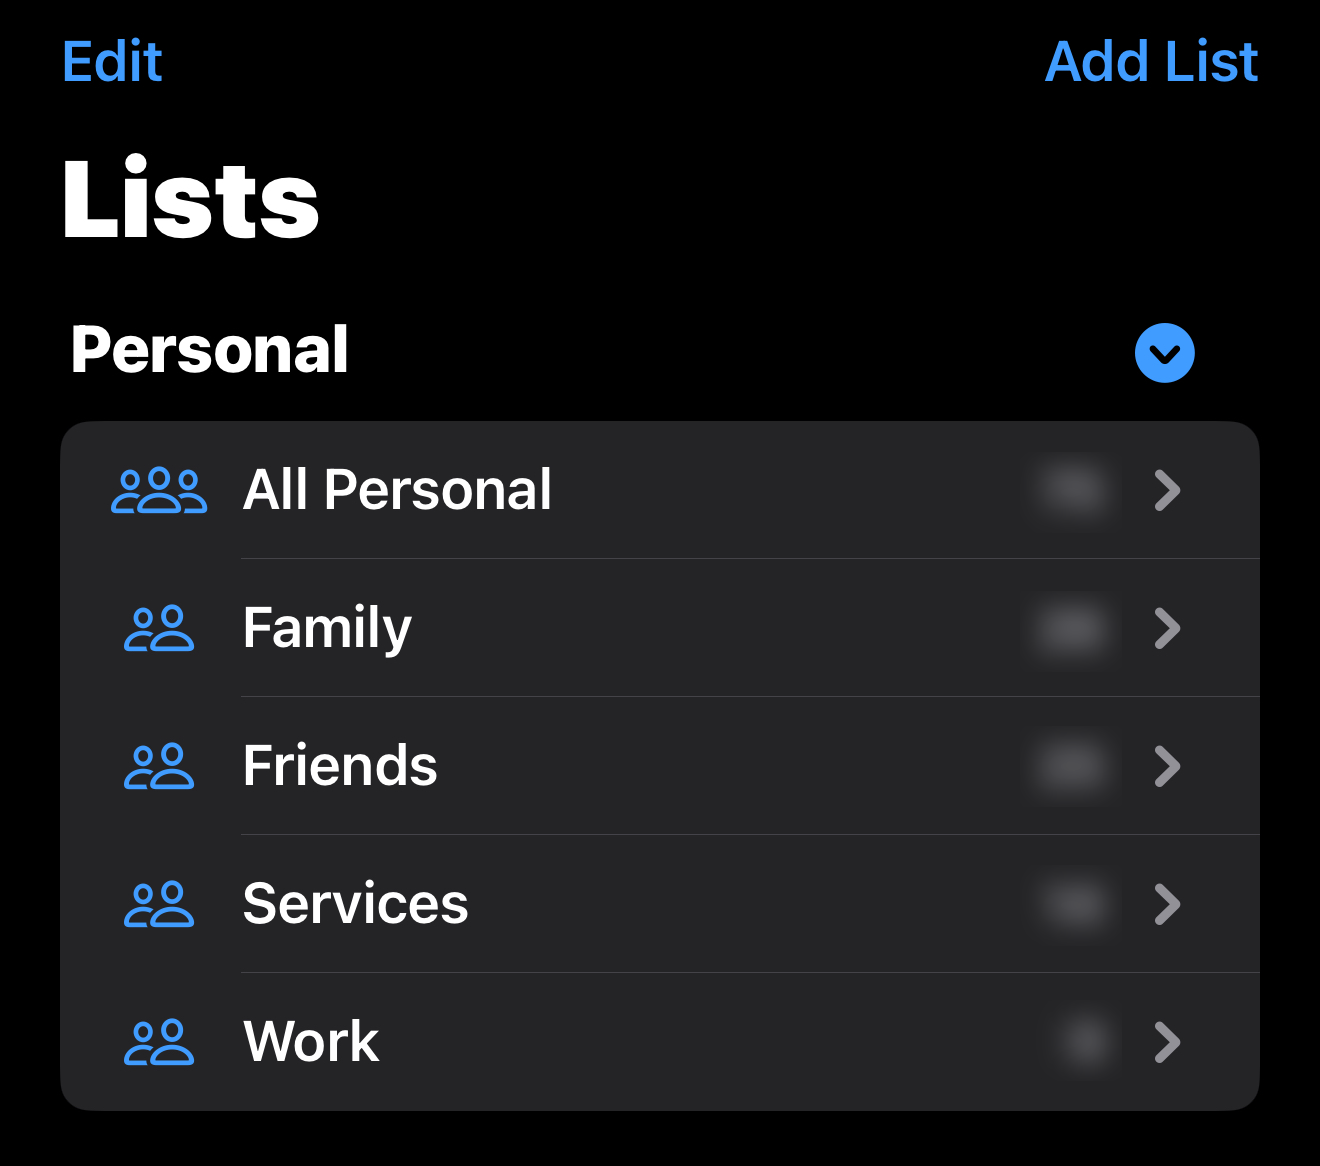 Edit
Add List
Lists
Personal
All Personal
Family
Friends
Services
Work